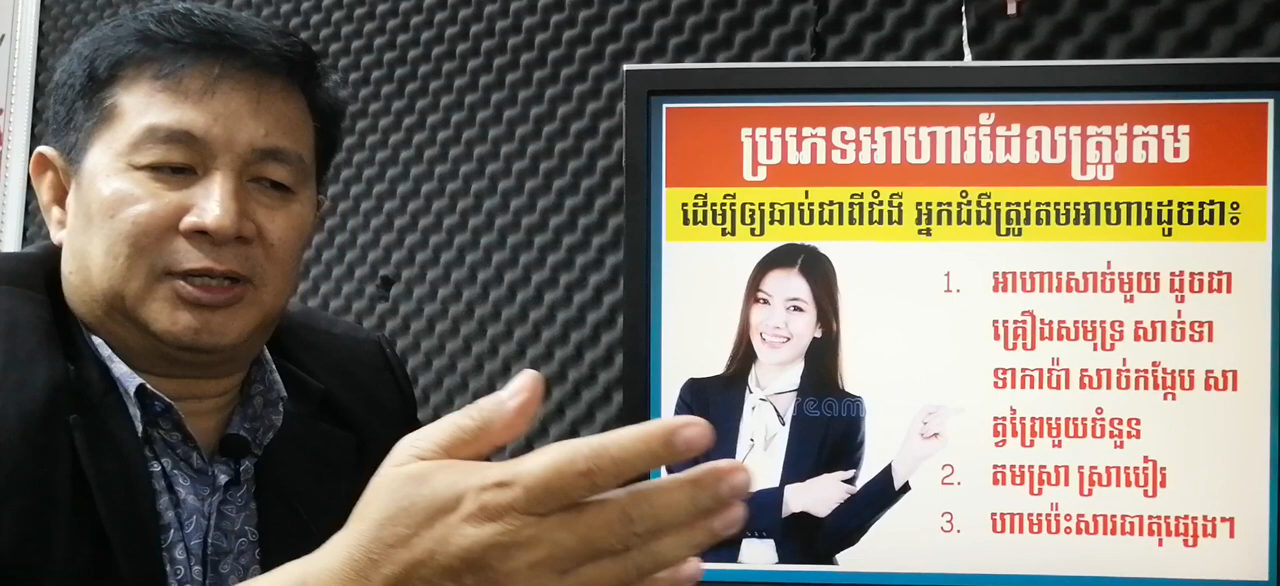 ប្រភេទអាហារដែលត្រូវតម
ដើម្បីឲ្យឆាប់ជាពីជំងឺ អ្នកជំងឺត្រូវតមអាហារដូចជា៖
1. អាហារសាច់មួយ ដូចជា
គ្រឿងសមុទ្រ សាច់ទា
ទាកាប៉ា សាច់កង្កែប សា
ត្វព្រៃមួយចំនួន
2. តមស្រា ស្រាបៀរ
3. ហាមប៉ះសារធាតុផ្សេងៗ
ream